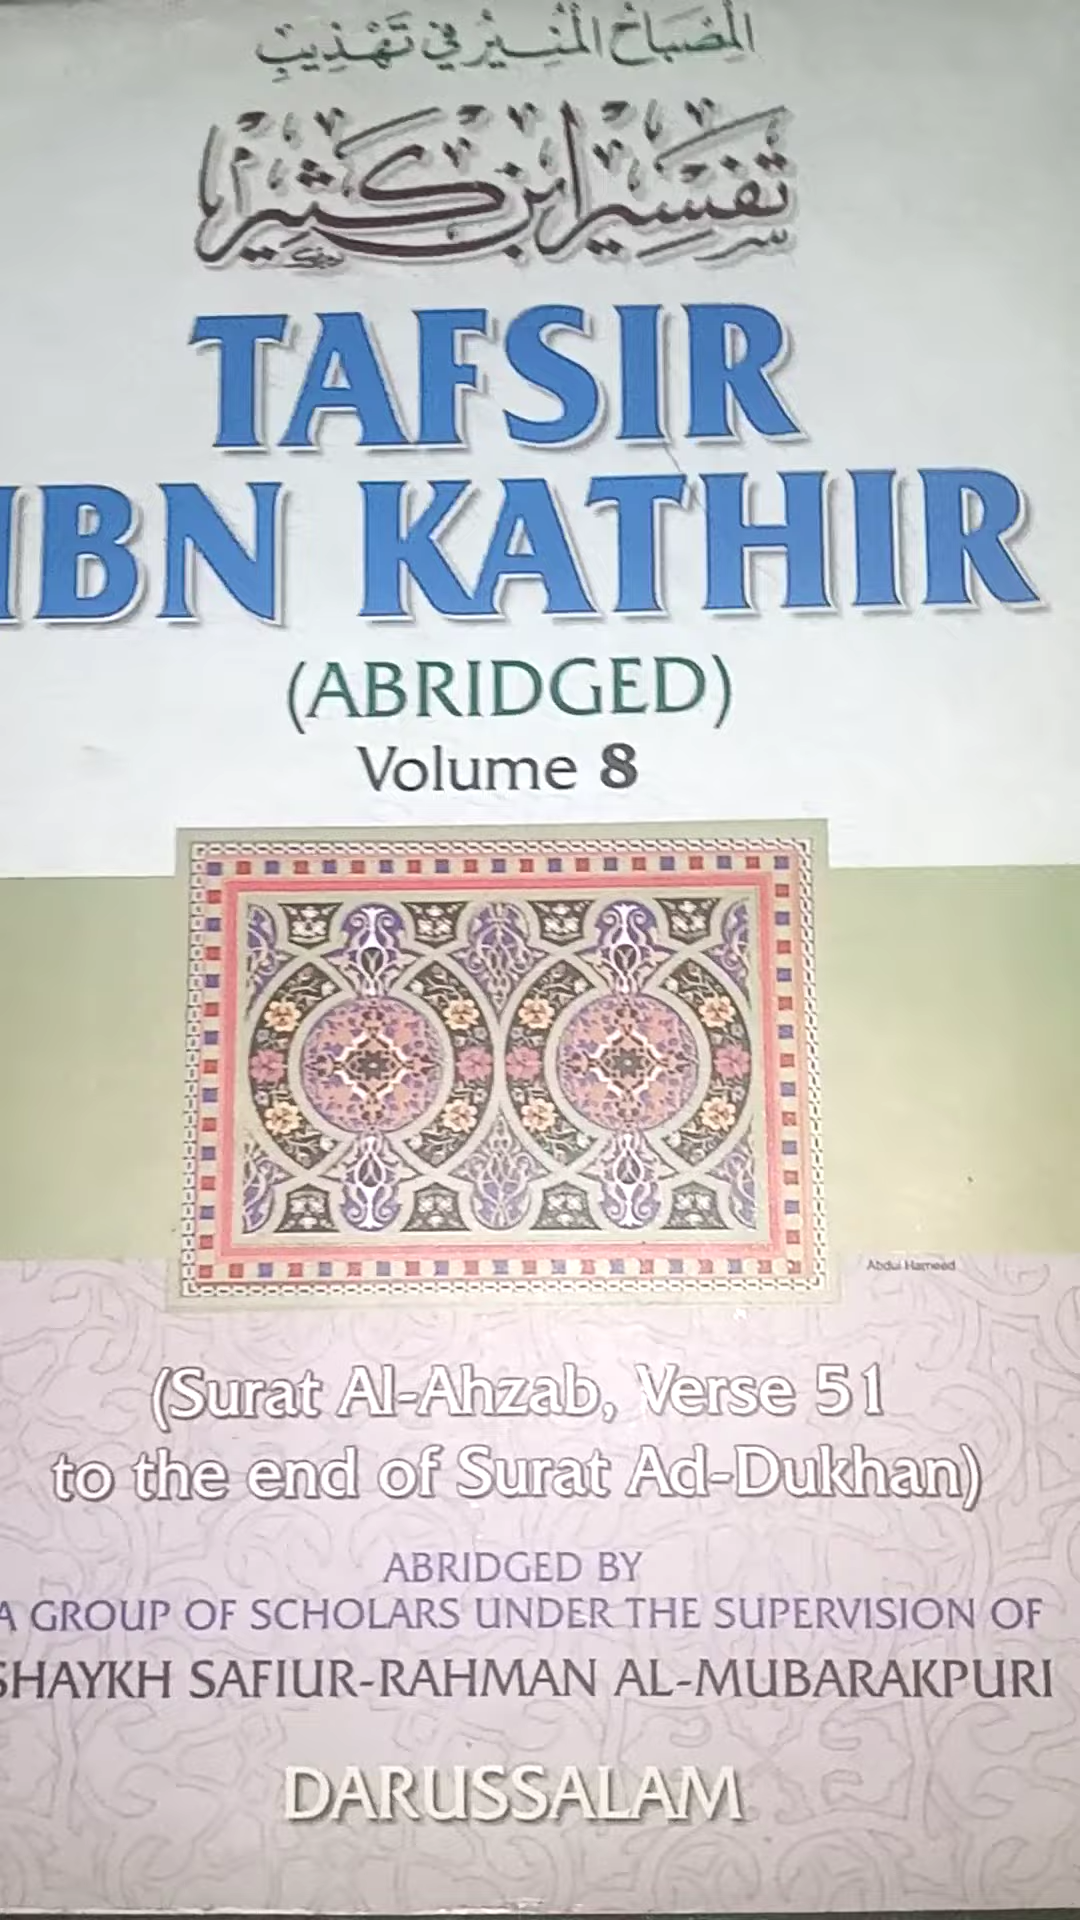 المصباح المنير في تهذيب
تفسير ابن كثير
TAFSIR
IBN KATHIR
(ABRIDGED)
Volume 8
Abdul Hameed
(Surat Al-Ahzab, Verse 51
to the end of Surat Ad-Dukhan)
ABRIDGED BY
A GROUP OF SCHOLARS UNDER THE SUPERVISION OF
SHAYKH SAFIUR-RAHMAN AL-MUBARAKPURI
DARUSSALAM